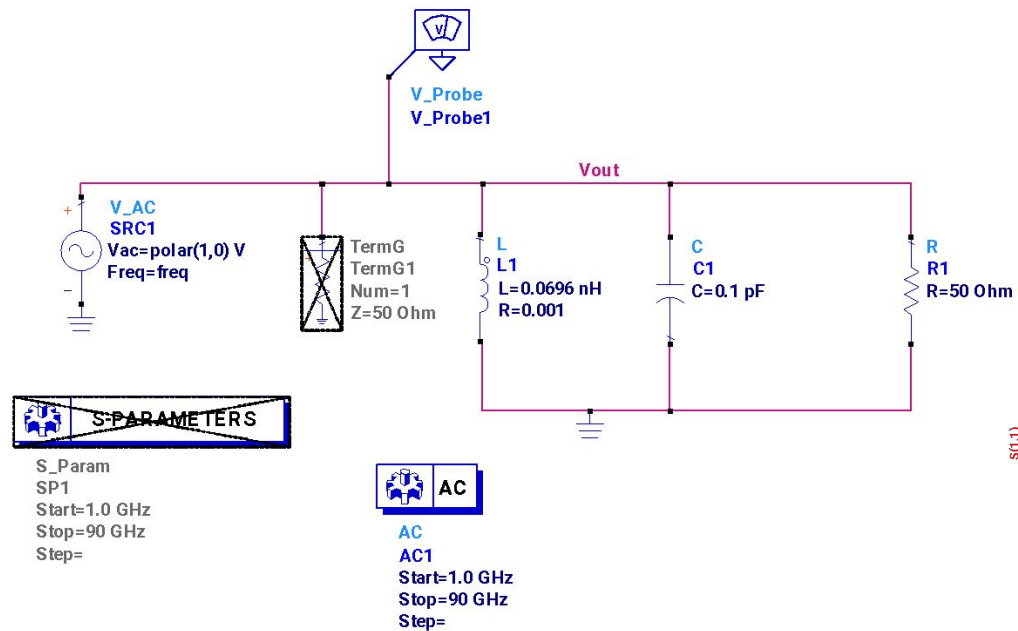 V
V_Probe
V_Probe1
Vout
+
V_AC
SRC1
Vac=polar(1,0) V
Freq=freq
−
TermG
TermG1
Num=1
Z=50 Ohm
L
L1
L=0.0696 nH
R=0.001
C
C1
C=0.1 pF
R
R1
R=50 Ohm
S-PARAMETERS
S_Param
SP1
Start=1.0 GHz
Stop=90 GHz
Step=
AC
AC
AC1
Start=1.0 GHz
Stop=90 GHz
Step=
S(1,1)